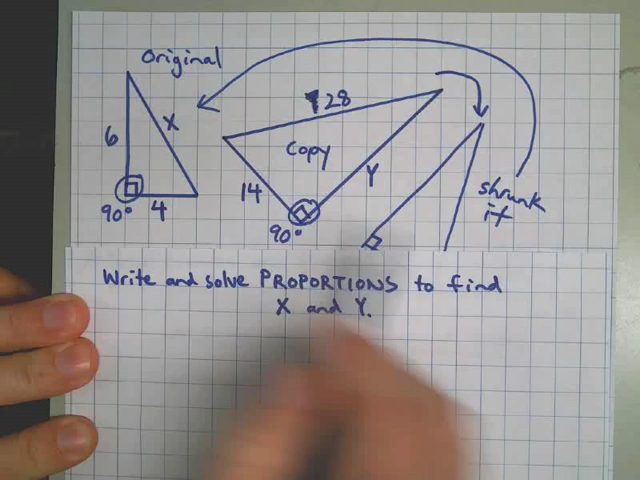 Original
6
X
90°
4
28
Copy
14
Y
90°
shrunk
it
Write and solve PROPORTIONS to find
X and Y.